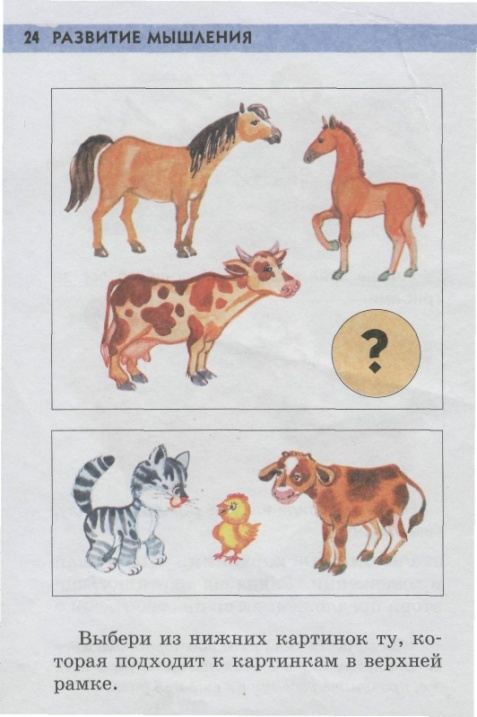 24 РАЗВИТИЕ МЫШЛЕНИЯ
?
Выбери из нижних картинок ту, ко-
торая подходит к картинкам в верхней
рамке.